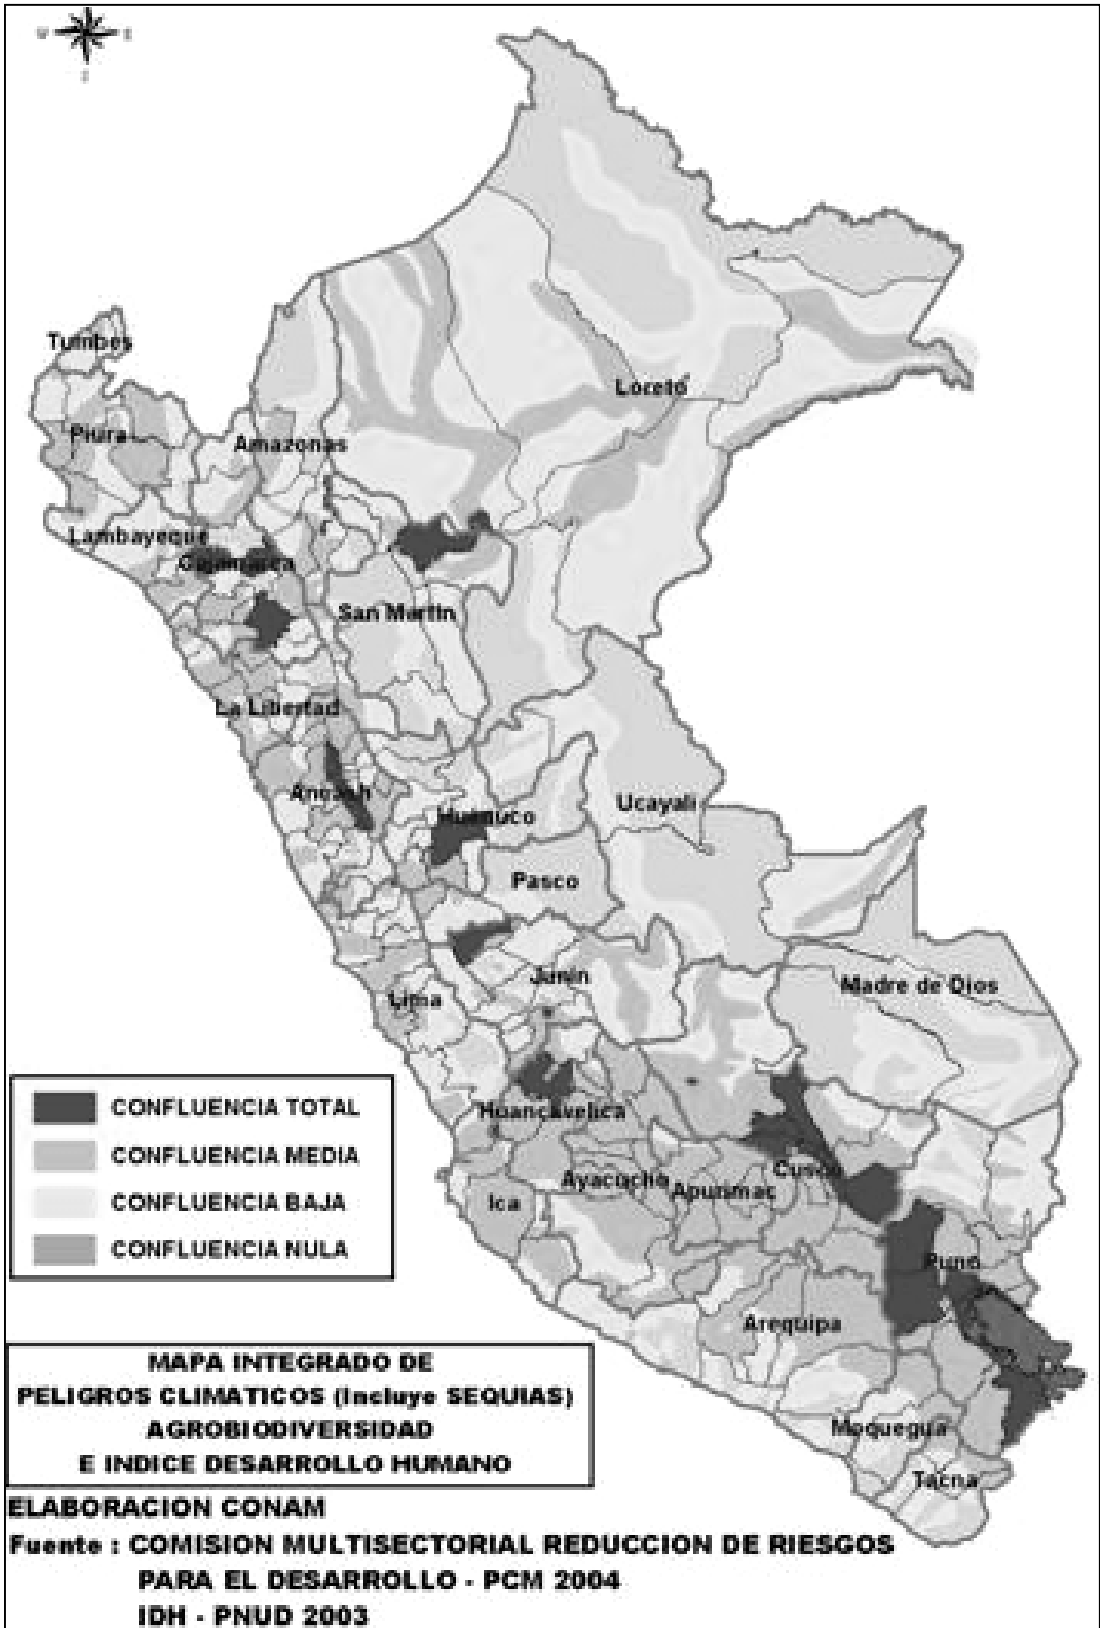 Tumbes
Loreto
Piura
Amazonas
Lambayeque
Cajamarca
San Martin
La Libertad
Ancash
Huanuco
Ucayali
Pasco
Junin
Madre de Dios
Lima
CONFLUENCIA TOTAL
CONFLUENCIA MEDIA
CONFLUENCIA BAJA
CONFLUENCIA NULA
Huancavelica
Ayacucho
Apurimac
Cusco
Ica
Puno
Arequipa
Moquegua
Tacna
MAPA INTEGRADO DE
PELIGROS CLIMATICOS (Incluye SEQUIAS)
AGROBIODIVERSIDAD
E INDICE DESARROLLO HUMANO
ELABORACION CONAM
Fuente : COMISION MULTISECTORIAL REDUCCION DE RIESGOS
PARA EL DESARROLLO - PCM 2004
IDH - PNUD 2003